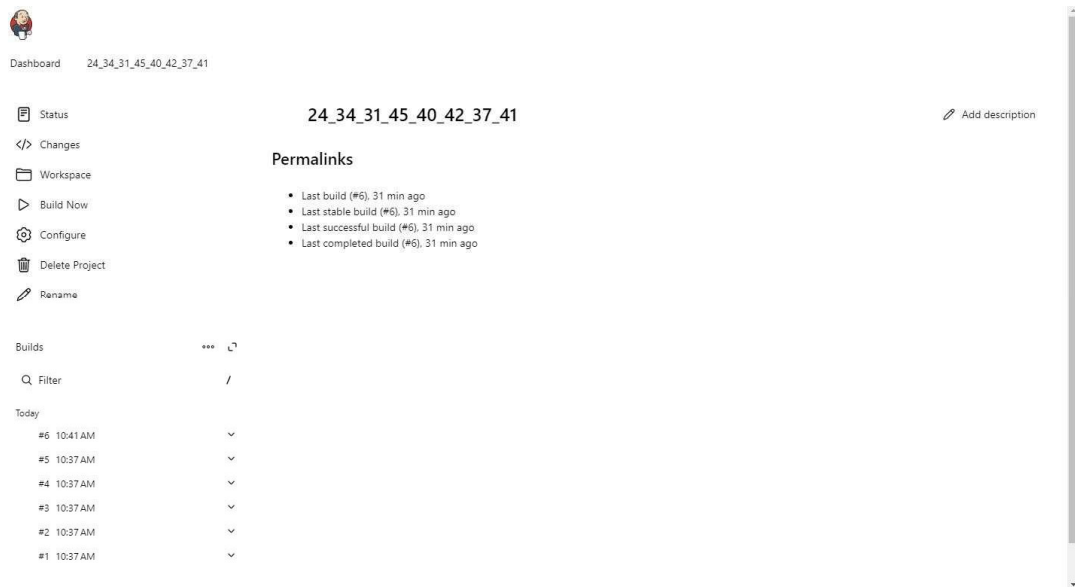 Dashboard 24_34_31_45_40_42_37_41
Status
Changes
Workspace
Build Now
Configure
Delete Project
Rename
Builds
Filter /
Today
#6 10:41 AM
#5 10:37 AM
#4 10:37 AM
#3 10:37 AM
#2 10:37 AM
#1 10:37 AM
24_34_31_45_40_42_37_41
Add description
Permalinks
Last build (#6), 31 min ago
Last stable build (#6), 31 min ago
Last successful build (#6), 31 min ago
Last completed build (#6), 31 min ago